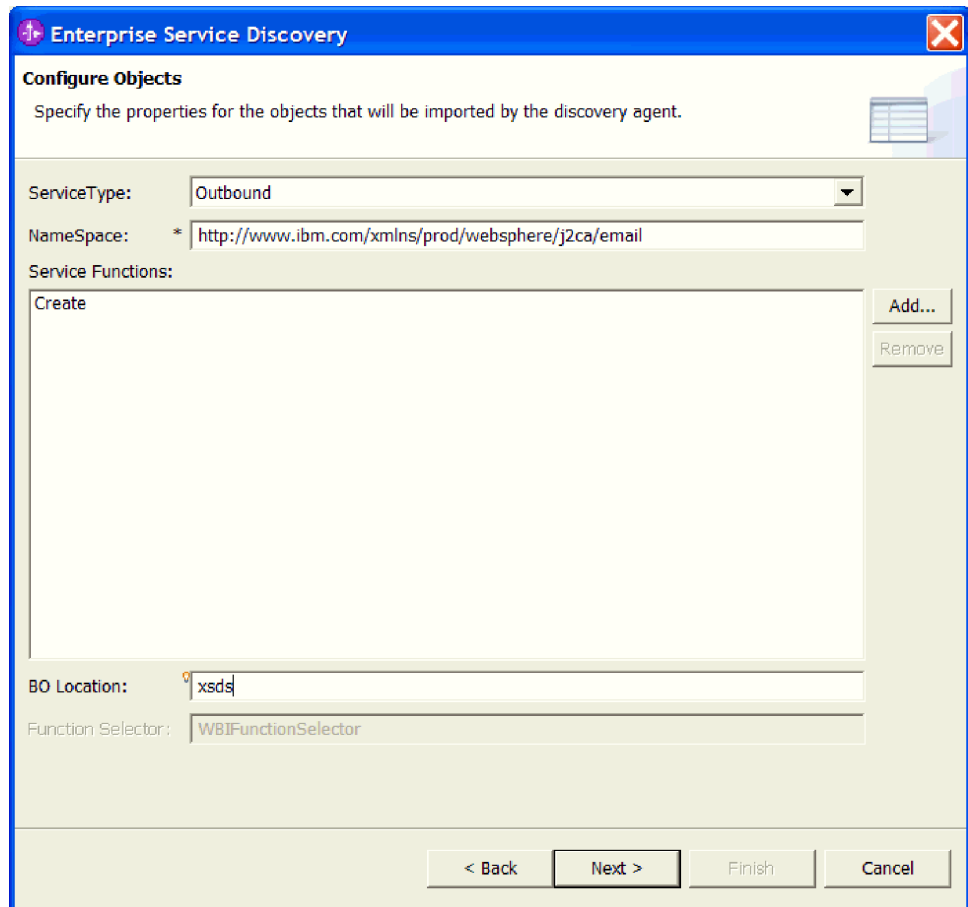 Enterprise Service Discovery
Configure Objects
Specify the properties for the objects that will be imported by the discovery agent.
ServiceType: Outbound
NameSpace: * http://www.ibm.com/xmlns/prod/websphere/j2ca/email
Service Functions:
Create
Add...
Remove
BO Location: xsds
Function Selector: WBIFunctionSelector
< Back Next > Finish Cancel